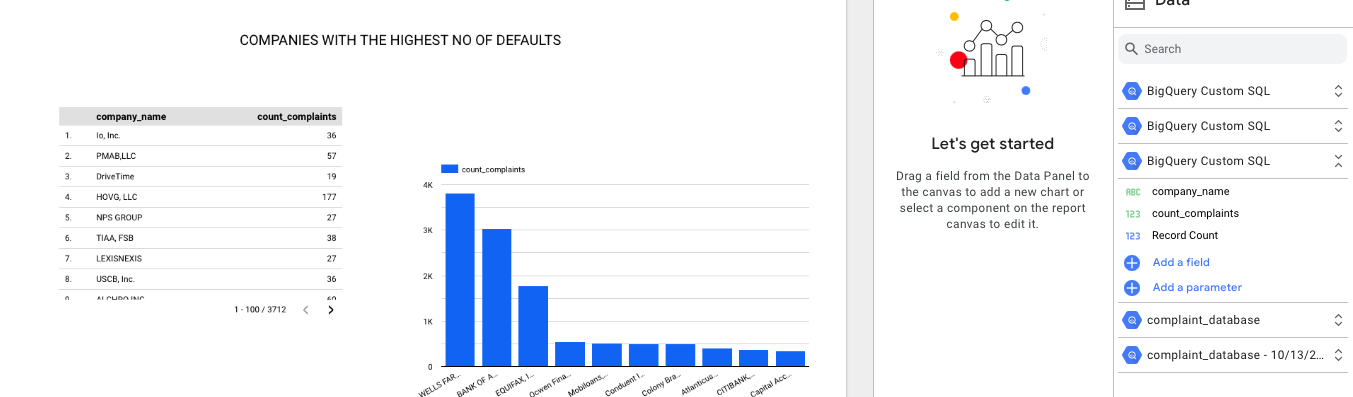 COMPANIES WITH THE HIGHEST NO OF DEFAULTS
company_name count_complaints
1. Io, Inc. 36
2. PMAB,LLC 57
3. DriveTime 19
4. HOVG, LLC 177
5. NPS GROUP 27
6. TIAA, FSB 38
7. LEXISNEXIS 27
8. USCB, Inc. 36
1 - 100 / 3712
count_complaints
4K
3K
2K
1K
0
WELLS FAR...
BANK OF A...
EQUIFAX, I...
Ocwen Fina...
Mobiloans,...
Conduent I...
Colony Bra...
Atlanticus...
CITIBANK,...
Capital Acc...
Let's get started
Drag a field from the Data Panel to
the canvas to add a new chart or
select a component on the report
canvas to edit it.
Data
Search
BigQuery Custom SQL
BigQuery Custom SQL
BigQuery Custom SQL
ABC company_name
123 count_complaints
123 Record Count
Add a field
Add a parameter
complaint_database
complaint_database - 10/13/2...